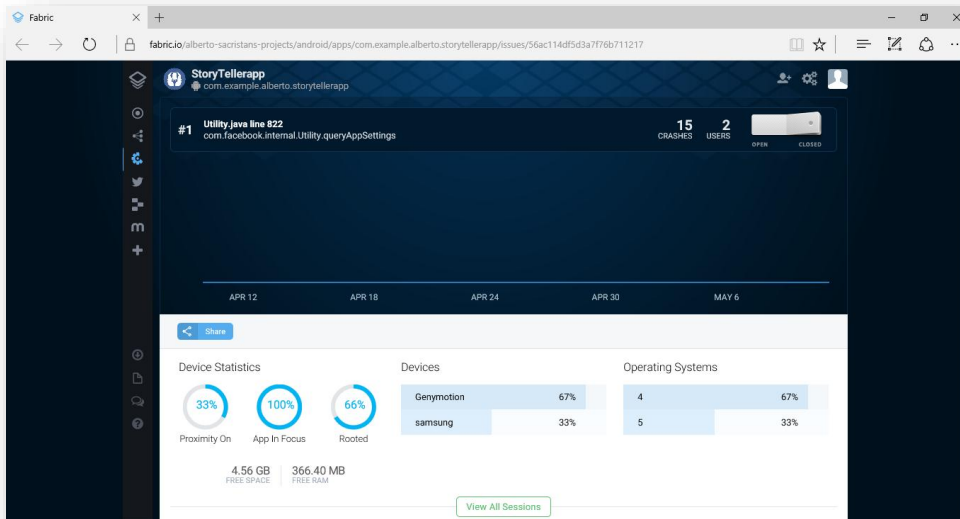 Fabric
fabric.io/alberto-sacristans-projects/android/apps/com.example.alberto.storytellerapp/issues/56ac114df5d3a7f76b711217
StoryTellerapp
com.example.alberto.storytellerapp
#1
Utility.java line 822
com.facebook.internal.Utility.queryAppSettings
15 2
CRASHES USERS
OPEN CLOSED
APR 12 APR 18 APR 24 APR 30 MAY 6
Share
Device Statistics
33% 100% 66%
Proximity On App In Focus Rooted
4.56 GB 366.40 MB
FREE SPACE FREE RAM
Devices
Genymotion 67%
samsung 33%
Operating Systems
4 67%
5 33%
View All Sessions